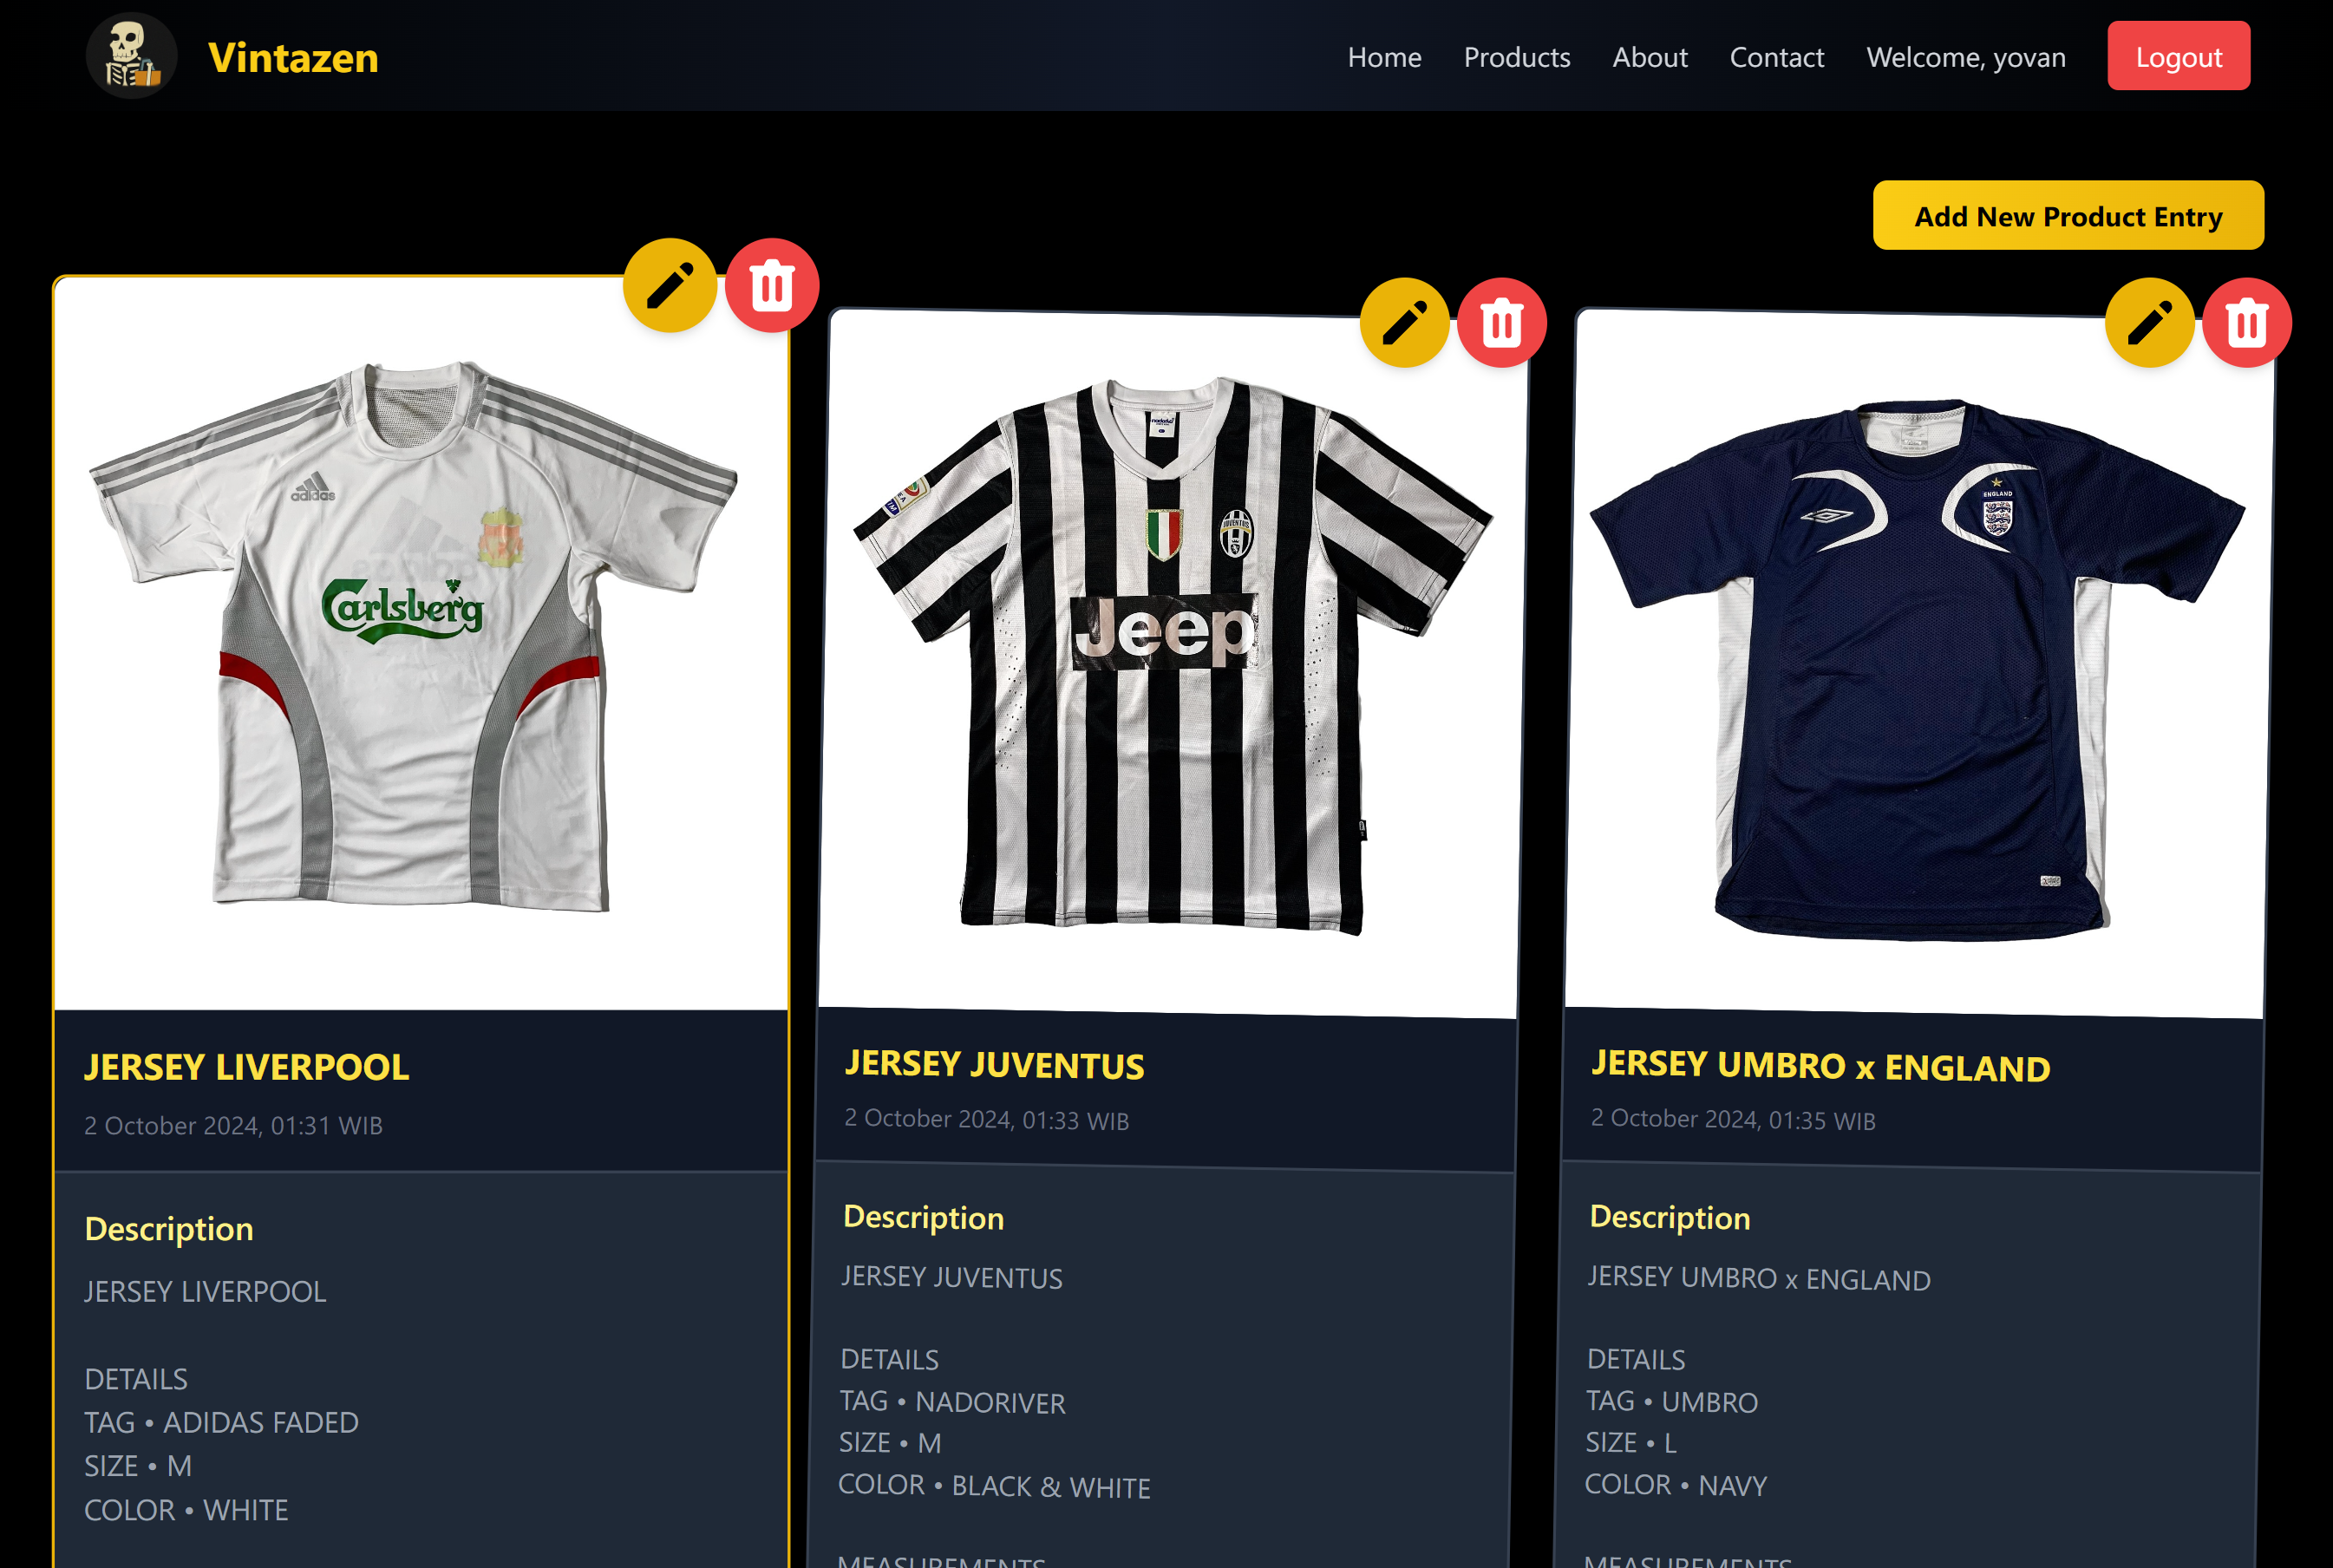 Vintazen
Home
Products
About
Contact
Welcome, yovan
Logout
Add New Product Entry
adidas
Carlsberg
JERSEY LIVERPOOL
2 October 2024, 01:31 WIB
Description
JERSEY LIVERPOOL
DETAILS
TAG • ADIDAS FADED
SIZE • M
COLOR • WHITE
JUVENTUS
Jeep
JERSEY JUVENTUS
2 October 2024, 01:33 WIB
Description
JERSEY JUVENTUS
DETAILS
TAG • NADORIVER
SIZE • M
COLOR • BLACK & WHITE
MEASUREMENTS
ENGLAND
JERSEY UMBRO x ENGLAND
2 October 2024, 01:35 WIB
Description
JERSEY UMBRO x ENGLAND
DETAILS
TAG • UMBRO
SIZE • L
COLOR • NAVY
MEASUREMENTS